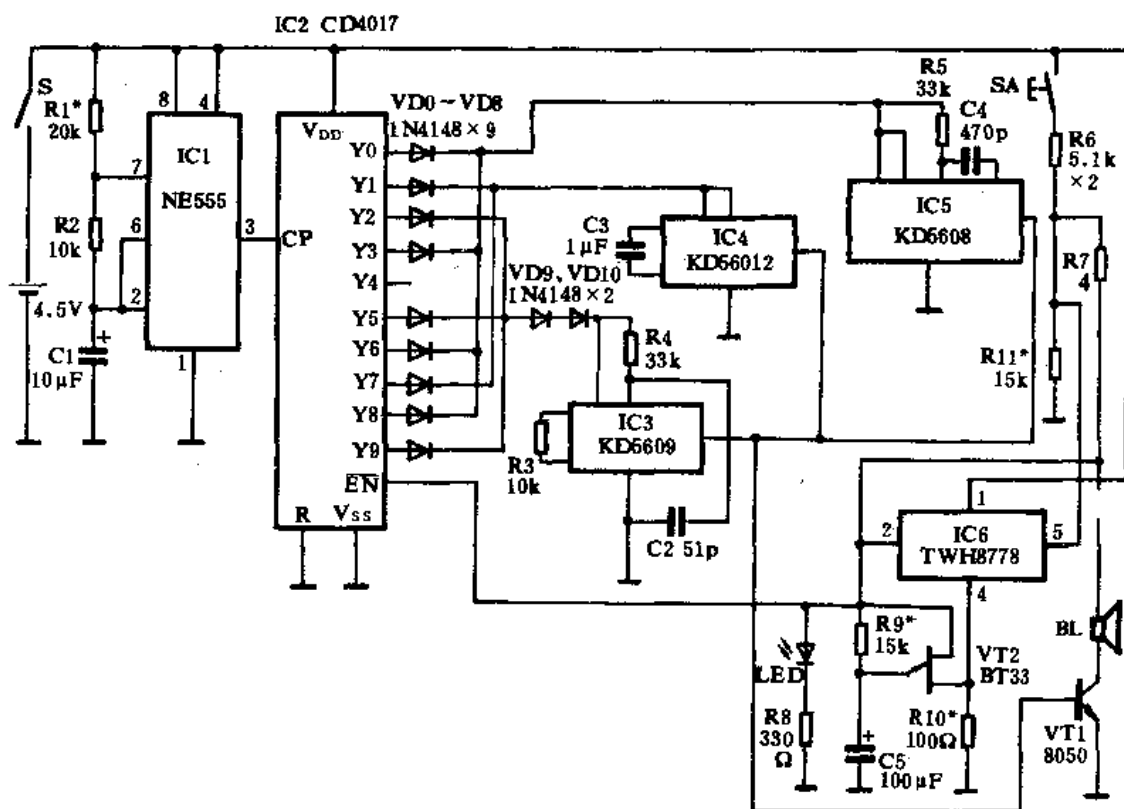 IC2 CD4017
S
R1*
20k
8
4
IC1
NE555
7
6
2
3
1
R2
10k
4.5V
C1
+
10μF
VDD
CP
Y0
Y1
Y2
Y3
Y4
Y5
Y6
Y7
Y8
Y9
EN
R
VSS
VD0~VD8
1N4148×9
C3
1μF
IC4
KD56012
VD9、VD10
1N4148×2
R4
33k
IC3
KD5609
R3
10k
C2 51p
R5
33k
C4
470p
IC5
KD5608
SA
R6
5.1k
×2
R7
4
R11*
15k
1
2
IC6
TWH8778
5
4
R9*
15k
LED
VT2
BT33
R8
330
Ω
C5
+
100μF
R10*
100Ω
BL
VT1
8050